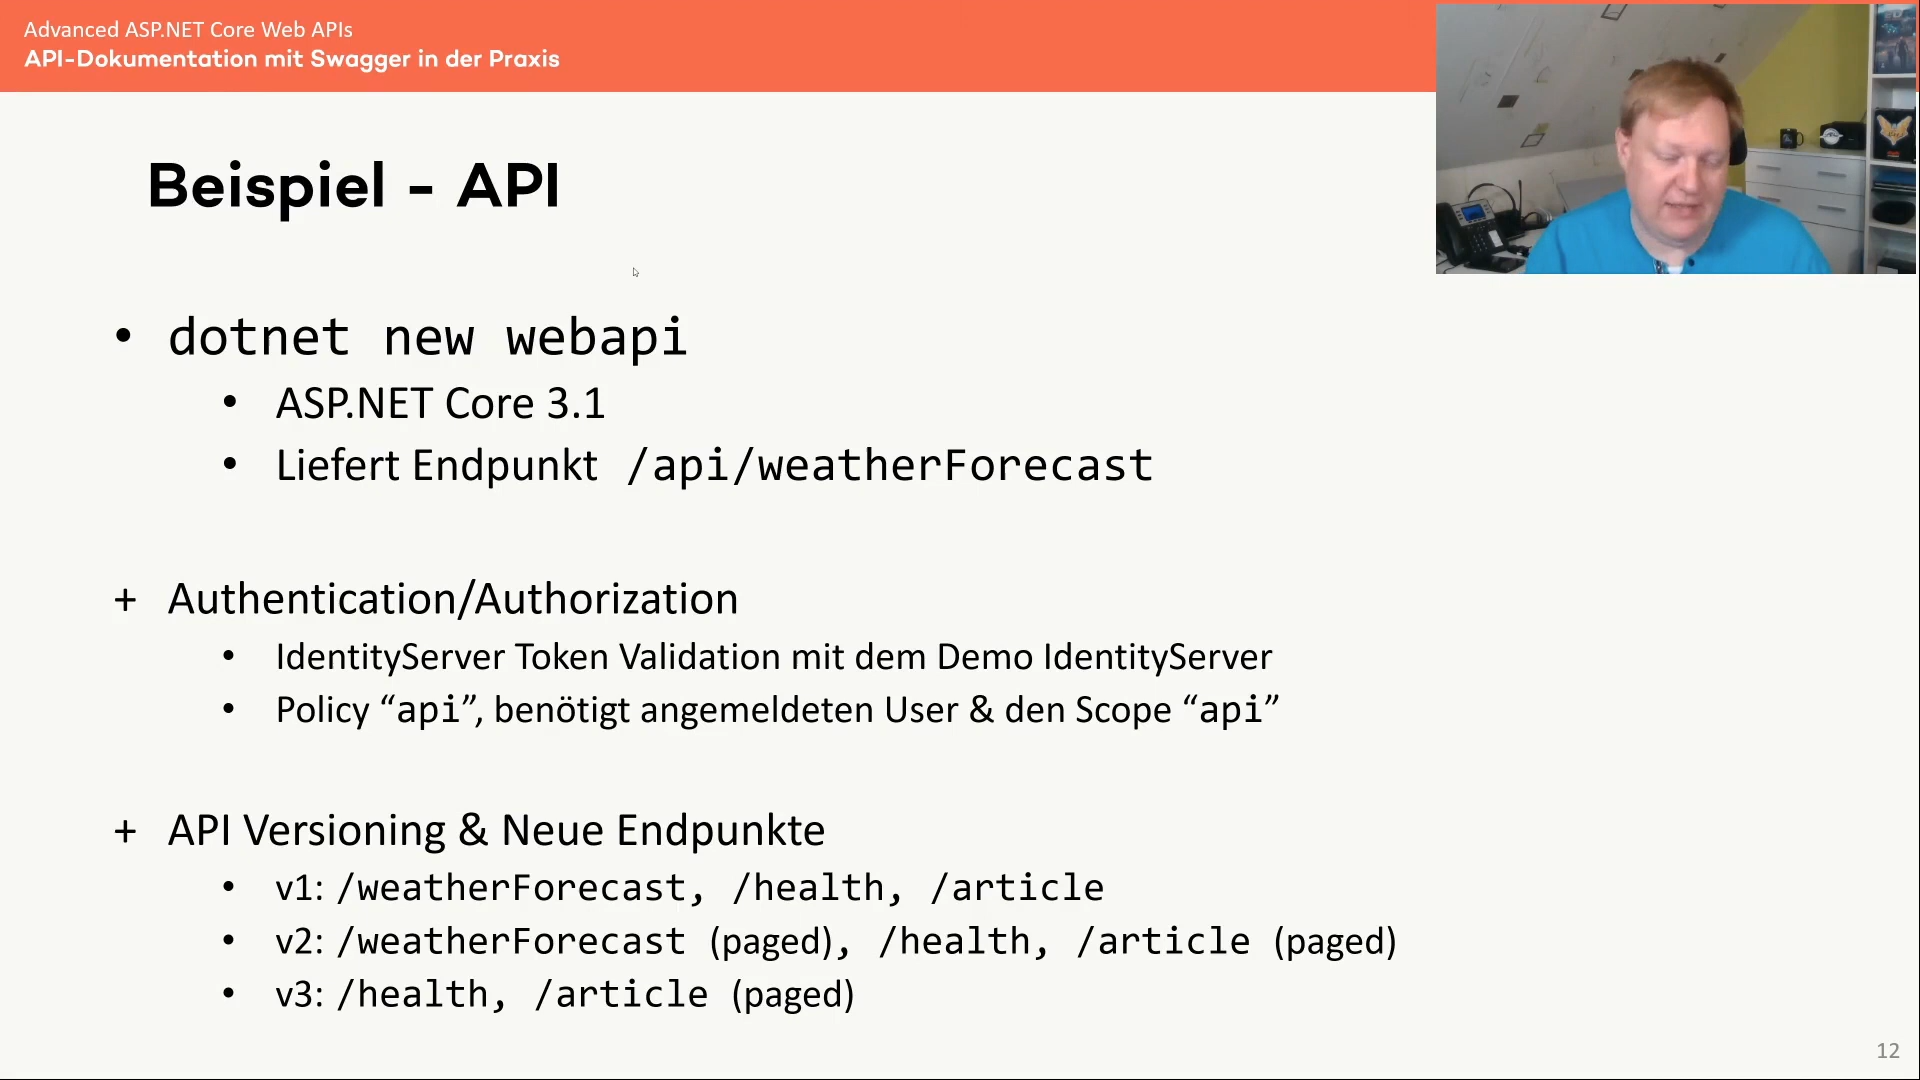 Advanced ASP.NET Core Web APIs
API-Dokumentation mit Swagger in der Praxis
Beispiel - API
• dotnet new webapi
• ASP.NET Core 3.1
• Liefert Endpunkt /api/weatherForecast
+ Authentication/Authorization
• IdentityServer Token Validation mit dem Demo IdentityServer
• Policy “api”, benötigt angemeldeten User & den Scope “api”
+ API Versioning & Neue Endpunkte
• v1: /weatherForecast, /health, /article
• v2: /weatherForecast (paged), /health, /article (paged)
• v3: /health, /article (paged)
12